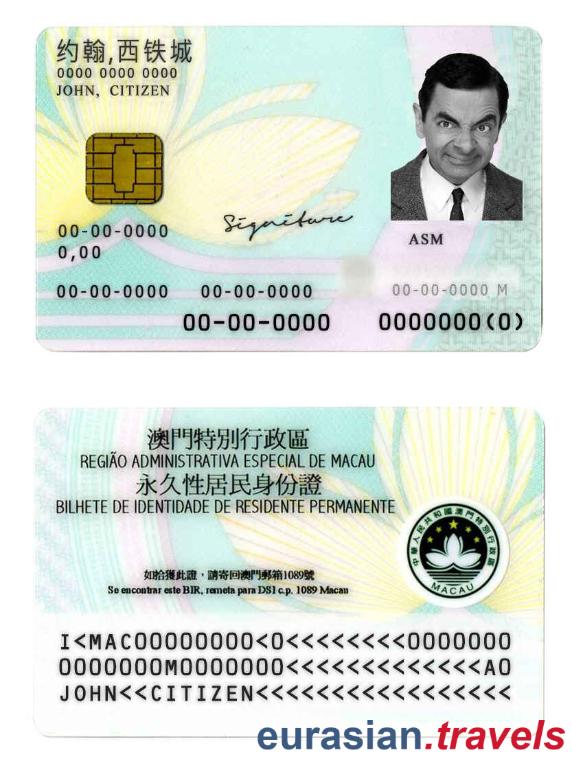 约翰,西铁城
0000 0000 0000
JOHN, CITIZEN
00-00-0000
0,00
Signiture
ASM
00-00-0000 00-00-0000 00-00-0000 M
00-00-0000 0000000(0)
澳門特別行政區
REGIÃO ADMINISTRATIVA ESPECIAL DE MACAU
永久性居民身份證
BILHETE DE IDENTIDADE DE RESIDENTE PERMANENTE
中華人民共和國澳門特別行政區
MACAU
如拾獲此證，請寄回澳門郵箱1089號
Se encontrar este BIR, remeta para DSI c.p. 1089 Macau
I<MAC00000000<0<<<<<<<<<0000000
0000000M0000000<<<<<<<<<<<<<A0
JOHN<<CITIZEN<<<<<<<<<<<<<<<<<
eurasian.travels